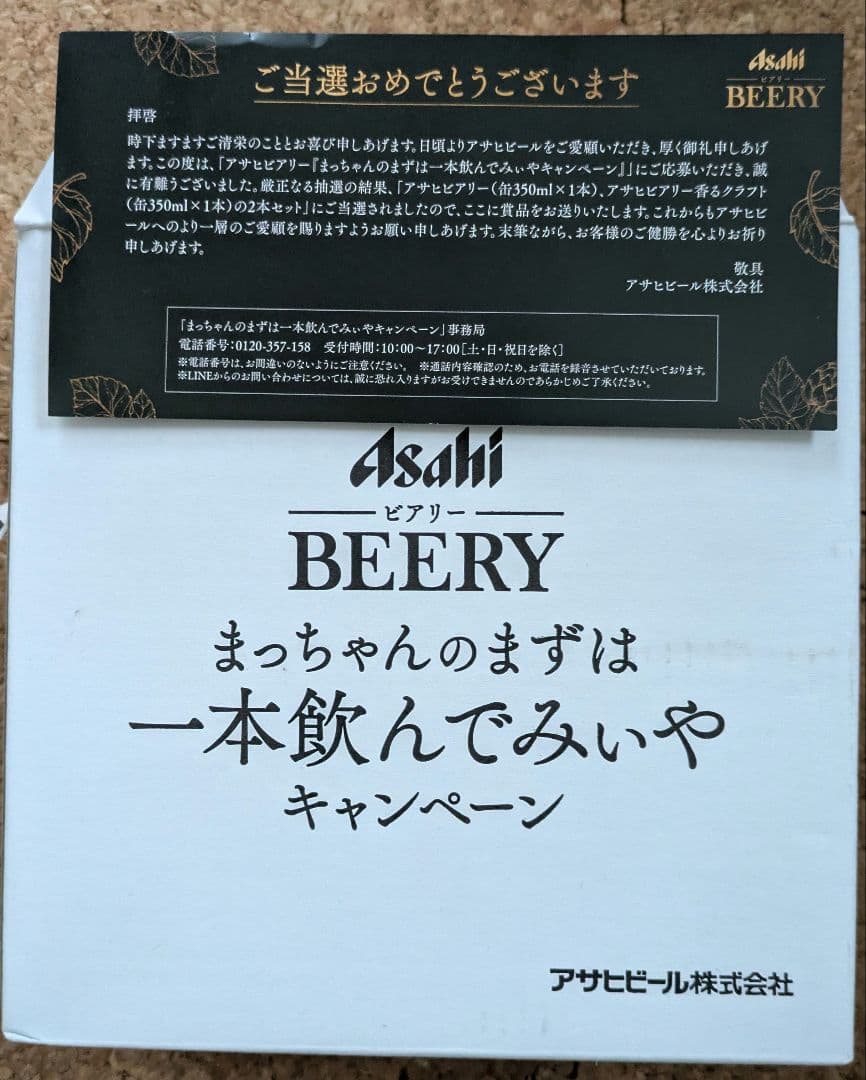 ご当選おめでとうございます
Asahi
ビアリー
BEERY
拝啓
時下ますますご清栄のこととお喜び申しあげます。日頃よりアサヒビールをご愛顧いただき、厚く御礼申しあげ
ます。この度は、「アサヒビアリー『まっちゃんのまずは一本飲んでみぃやキャンペーン』」にご応募いただき、誠
に有難うございました。厳正なる抽選の結果、「アサヒビアリー(缶350ml×1本)、アサヒビアリー香るクラフト
(缶350ml×1本)の2本セット」にご当選されましたので、ここに賞品をお送りいたします。これからもアサヒビ
ールへのより一層のご愛顧を賜りますようお願い申しあげます。末筆ながら、お客様のご健勝を心よりお祈り
申しあげます。
敬具
アサヒビール株式会社
「まっちゃんのまずは一本飲んでみぃやキャンペーン」事務局
電話番号:0120-357-158 受付時間:10:00〜17:00[土・日・祝日を除く]
※電話番号は、お間違いのないようにご注意ください。 ※通話内容確認のため、お電話を録音させていただいております。
※LINEからのお問い合わせについては、誠に恐れ入りますがお受けできませんのであらかじめご了承ください。
Asahi
ビアリー
BEERY
まっちゃんのまずは
一本飲んでみぃや
キャンペーン
アサヒビール株式会社